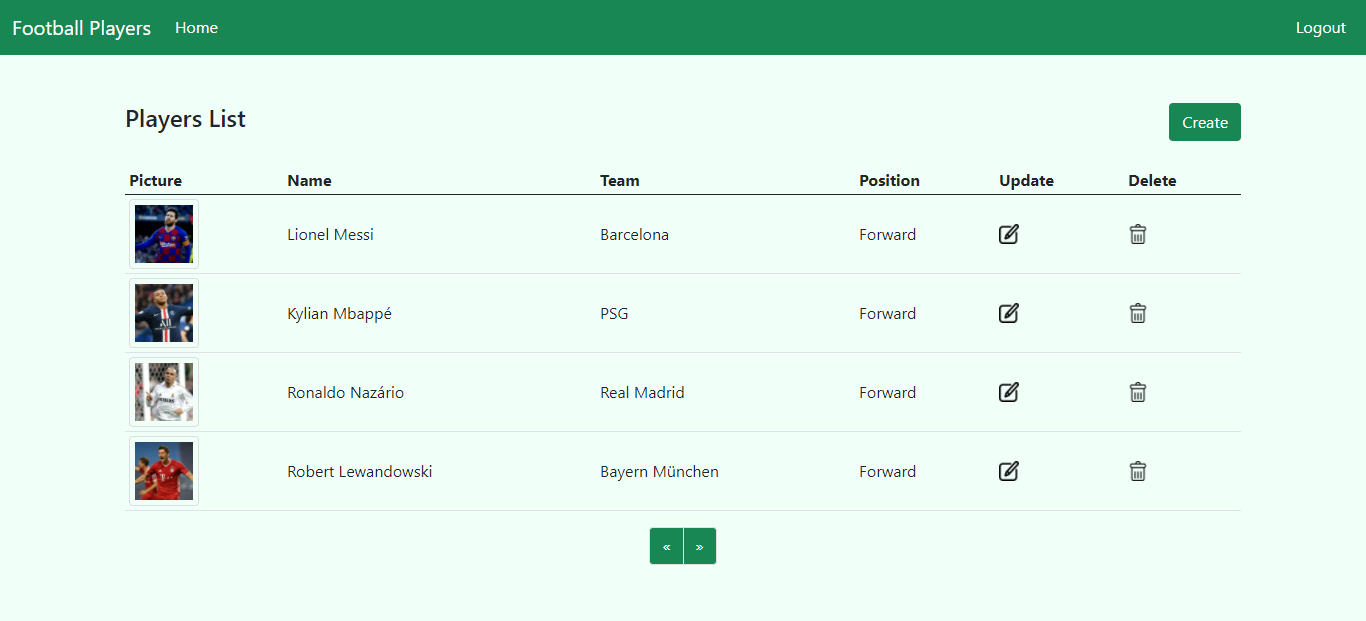 Football Players Home Logout
Players List Create
Picture Name Team Position Update Delete
Lionel Messi Barcelona Forward
Kylian Mbappé PSG Forward
Ronaldo Nazário Real Madrid Forward
Robert Lewandowski Bayern München Forward
« »